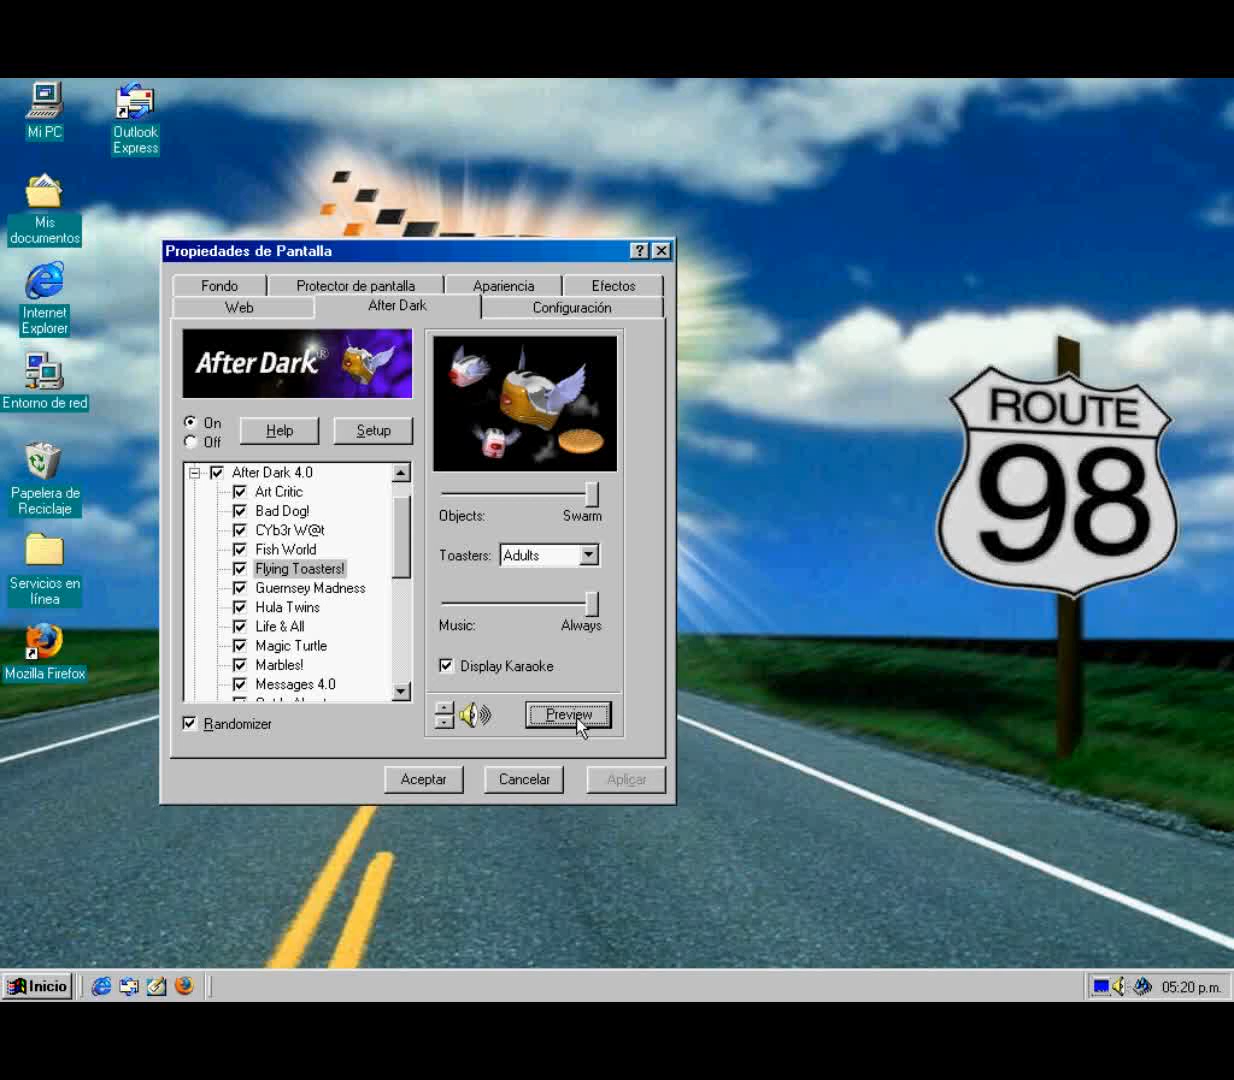 Mi PC
Outlook
Express
Mis
documentos
Internet
Explorer
Entorno de red
Papelera de
Reciclaje
Servicios en
línea
Mozilla Firefox
Propiedades de Pantalla
Fondo
Protector de pantalla
Apariencia
Efectos
Web
After Dark
Configuración
After Dark®
On
Off
Help
Setup
After Dark 4.0
Art Critic
Bad Dog!
CYb3r W@t
Fish World
Flying Toasters!
Guernsey Madness
Hula Twins
Life & All
Magic Turtle
Marbles!
Messages 4.0
Randomizer
Objects:
Swarm
Toasters:
Adults
Music:
Always
Display Karaoke
Preview
Aceptar
Cancelar
Aplicar
ROUTE
98
Inicio
05:20 p.m.